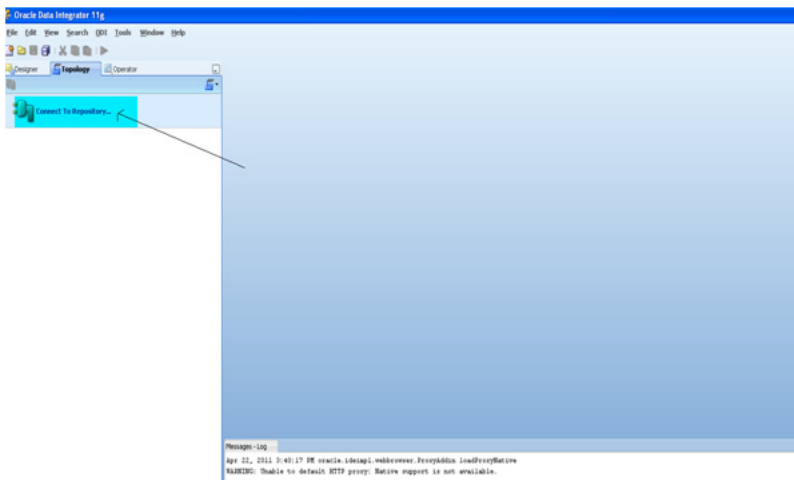 Oracle Data Integrator 11g
File Edit View Search ODI Tools Window Help
Designer Topology Operator
Connect To Repository...
Messages - Log
Apr 22, 2011 3:40:17 PM oracle.ideimpl.webbrowser.ProxyAddin loadProxyNative
WARNING: Unable to default HTTP proxy: Native support is not available.